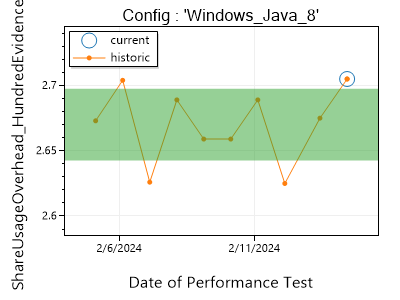 Config : 'Windows_Java_8'
current
historic
2.7
2.65
2.6
2/6/2024
2/11/2024
Date of Performance Test
ShareUsageOverhead_HundredEvidence